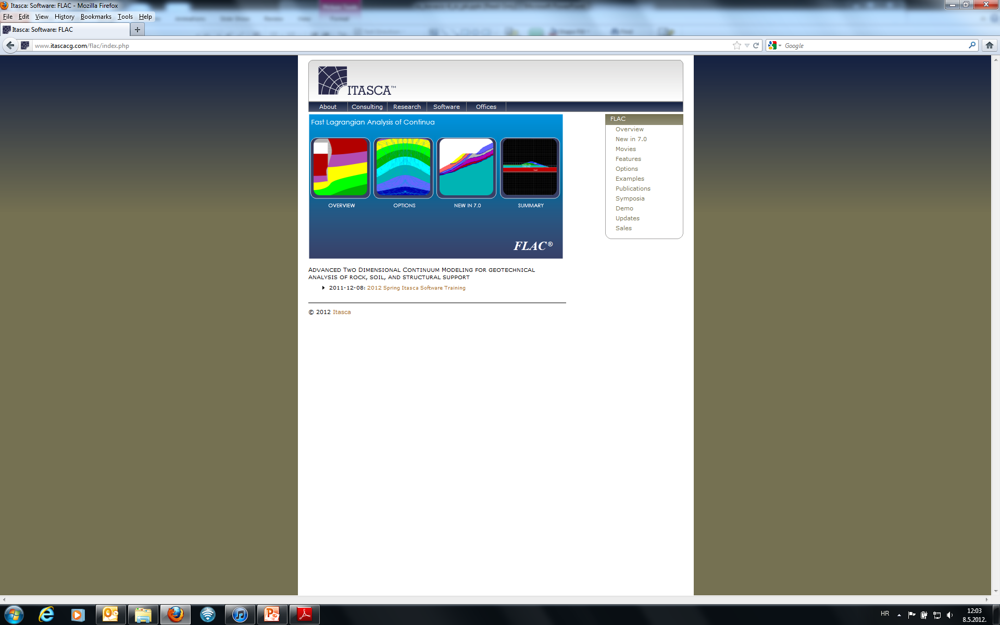 Itasca: Software: FLAC - Mozilla Firefox
File Edit View History Bookmarks Tools Help
Itasca: Software: FLAC
www.itascacg.com/flac/index.php
Google
ITASCA™
About Consulting Research Software Offices
Fast Lagrangian Analysis of Continua
OVERVIEW OPTIONS NEW IN 7.0 SUMMARY
FLAC®
ADVANCED TWO DIMENSIONAL CONTINUUM MODELING FOR GEOTECHNICAL
ANALYSIS OF ROCK, SOIL, AND STRUCTURAL SUPPORT
2011-12-08: 2012 Spring Itasca Software Training
© 2012 Itasca
FLAC
Overview
New in 7.0
Movies
Features
Options
Examples
Publications
Symposia
Demo
Updates
Sales
HR
12:03
8.5.2012.